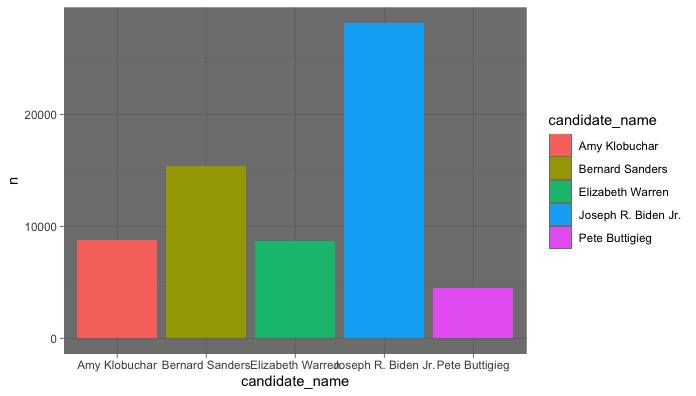 n
20000
10000
0
Amy Klobuchar Bernard Sanders Elizabeth Warren Joseph R. Biden Jr. Pete Buttigieg
candidate_name
candidate_name
Amy Klobuchar
Bernard Sanders
Elizabeth Warren
Joseph R. Biden Jr.
Pete Buttigieg